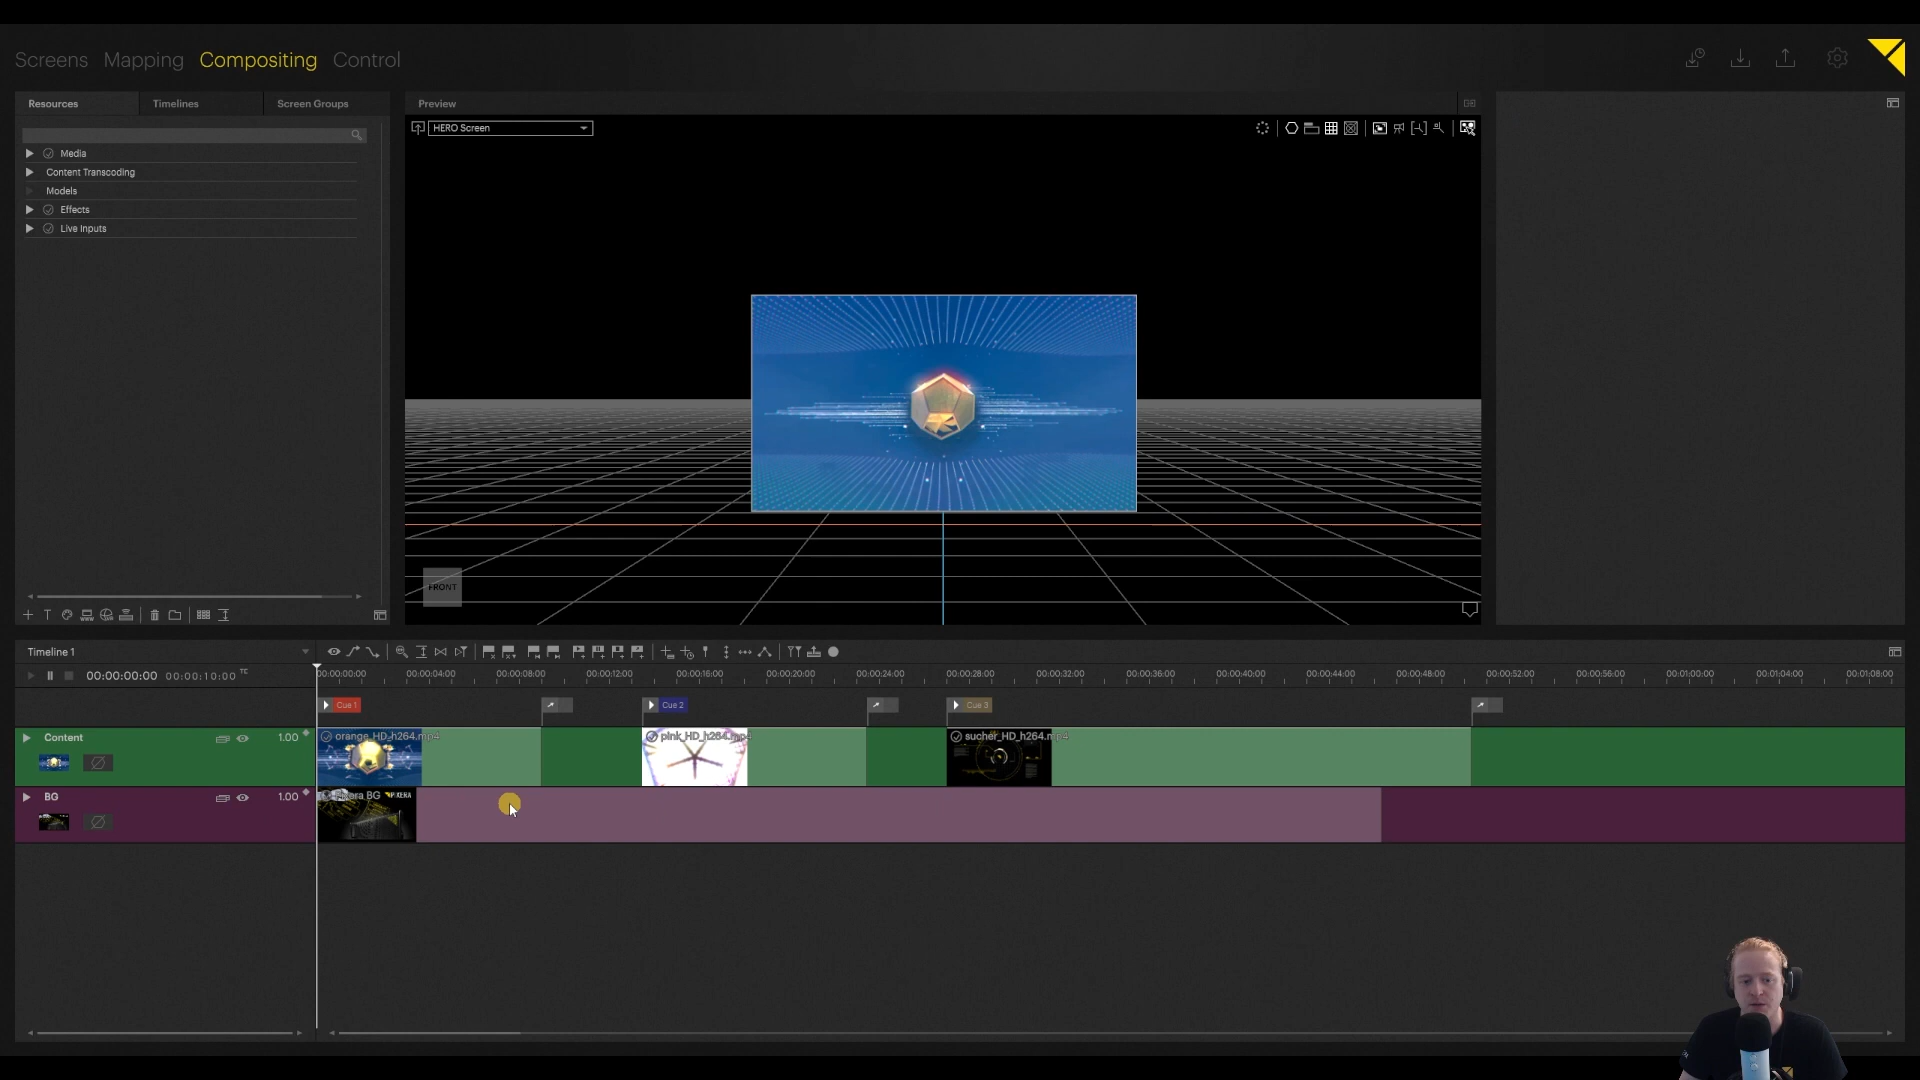 Screens Mapping Compositing Control
Resources Timelines Screen Groups
Preview
HERO Screen
Media
Content Transcoding
Models
Effects
Live Inputs
FRONT
Timeline 1
00:00:00:00 00:00:10:00 TC
00:00:00:00 00:00:04:00 00:00:08:00 00:00:12:00 00:00:16:00 00:00:20:00 00:00:24:00 00:00:28:00 00:00:32:00 00:00:36:00 00:00:40:00 00:00:44:00 00:00:48:00 00:00:52:00 00:00:56:00 00:01:00:00 00:01:04:00 00:01:08:00
Cue 1 Cue 2 Cue 3
Content 1.00 orange_HD_h264.mp4 pink_HD_h264.mp4 sucher_HD_h264.mp4
BG 1.00 BG PIXERA